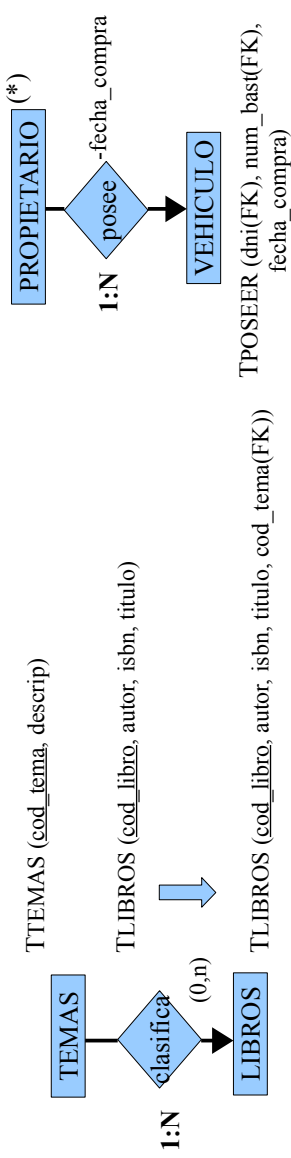 TEMAS
1:N
clasifica
(0,n)
LIBROS
TTEMAS (cod_tema, descrip)
TLIBROS (cod_libro, autor, isbn, titulo)
TLIBROS (cod_libro, autor, isbn, titulo, cod_tema(FK))
PROPIETARIO
(*)
1:N
posee
-fecha_compra
VEHICULO
TPOSEER (dni(FK), num_bast(FK),
fecha_compra)